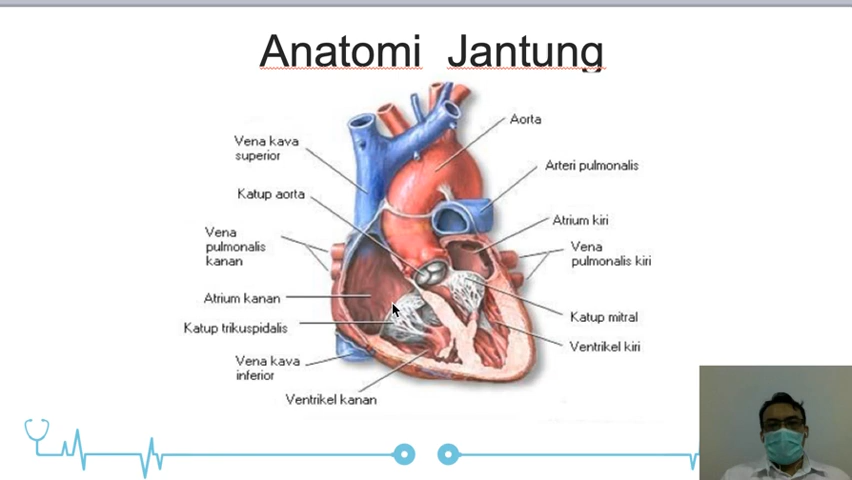 Anatomi Jantung
Aorta
Vena kava
superior
Arteri pulmonalis
Katup aorta
Atrium kiri
Vena
pulmonalis
kanan
Vena
pulmonalis kiri
Atrium kanan
Katup mitral
Katup trikuspidalis
Ventrikel kiri
Vena kava
inferior
Ventrikel kanan